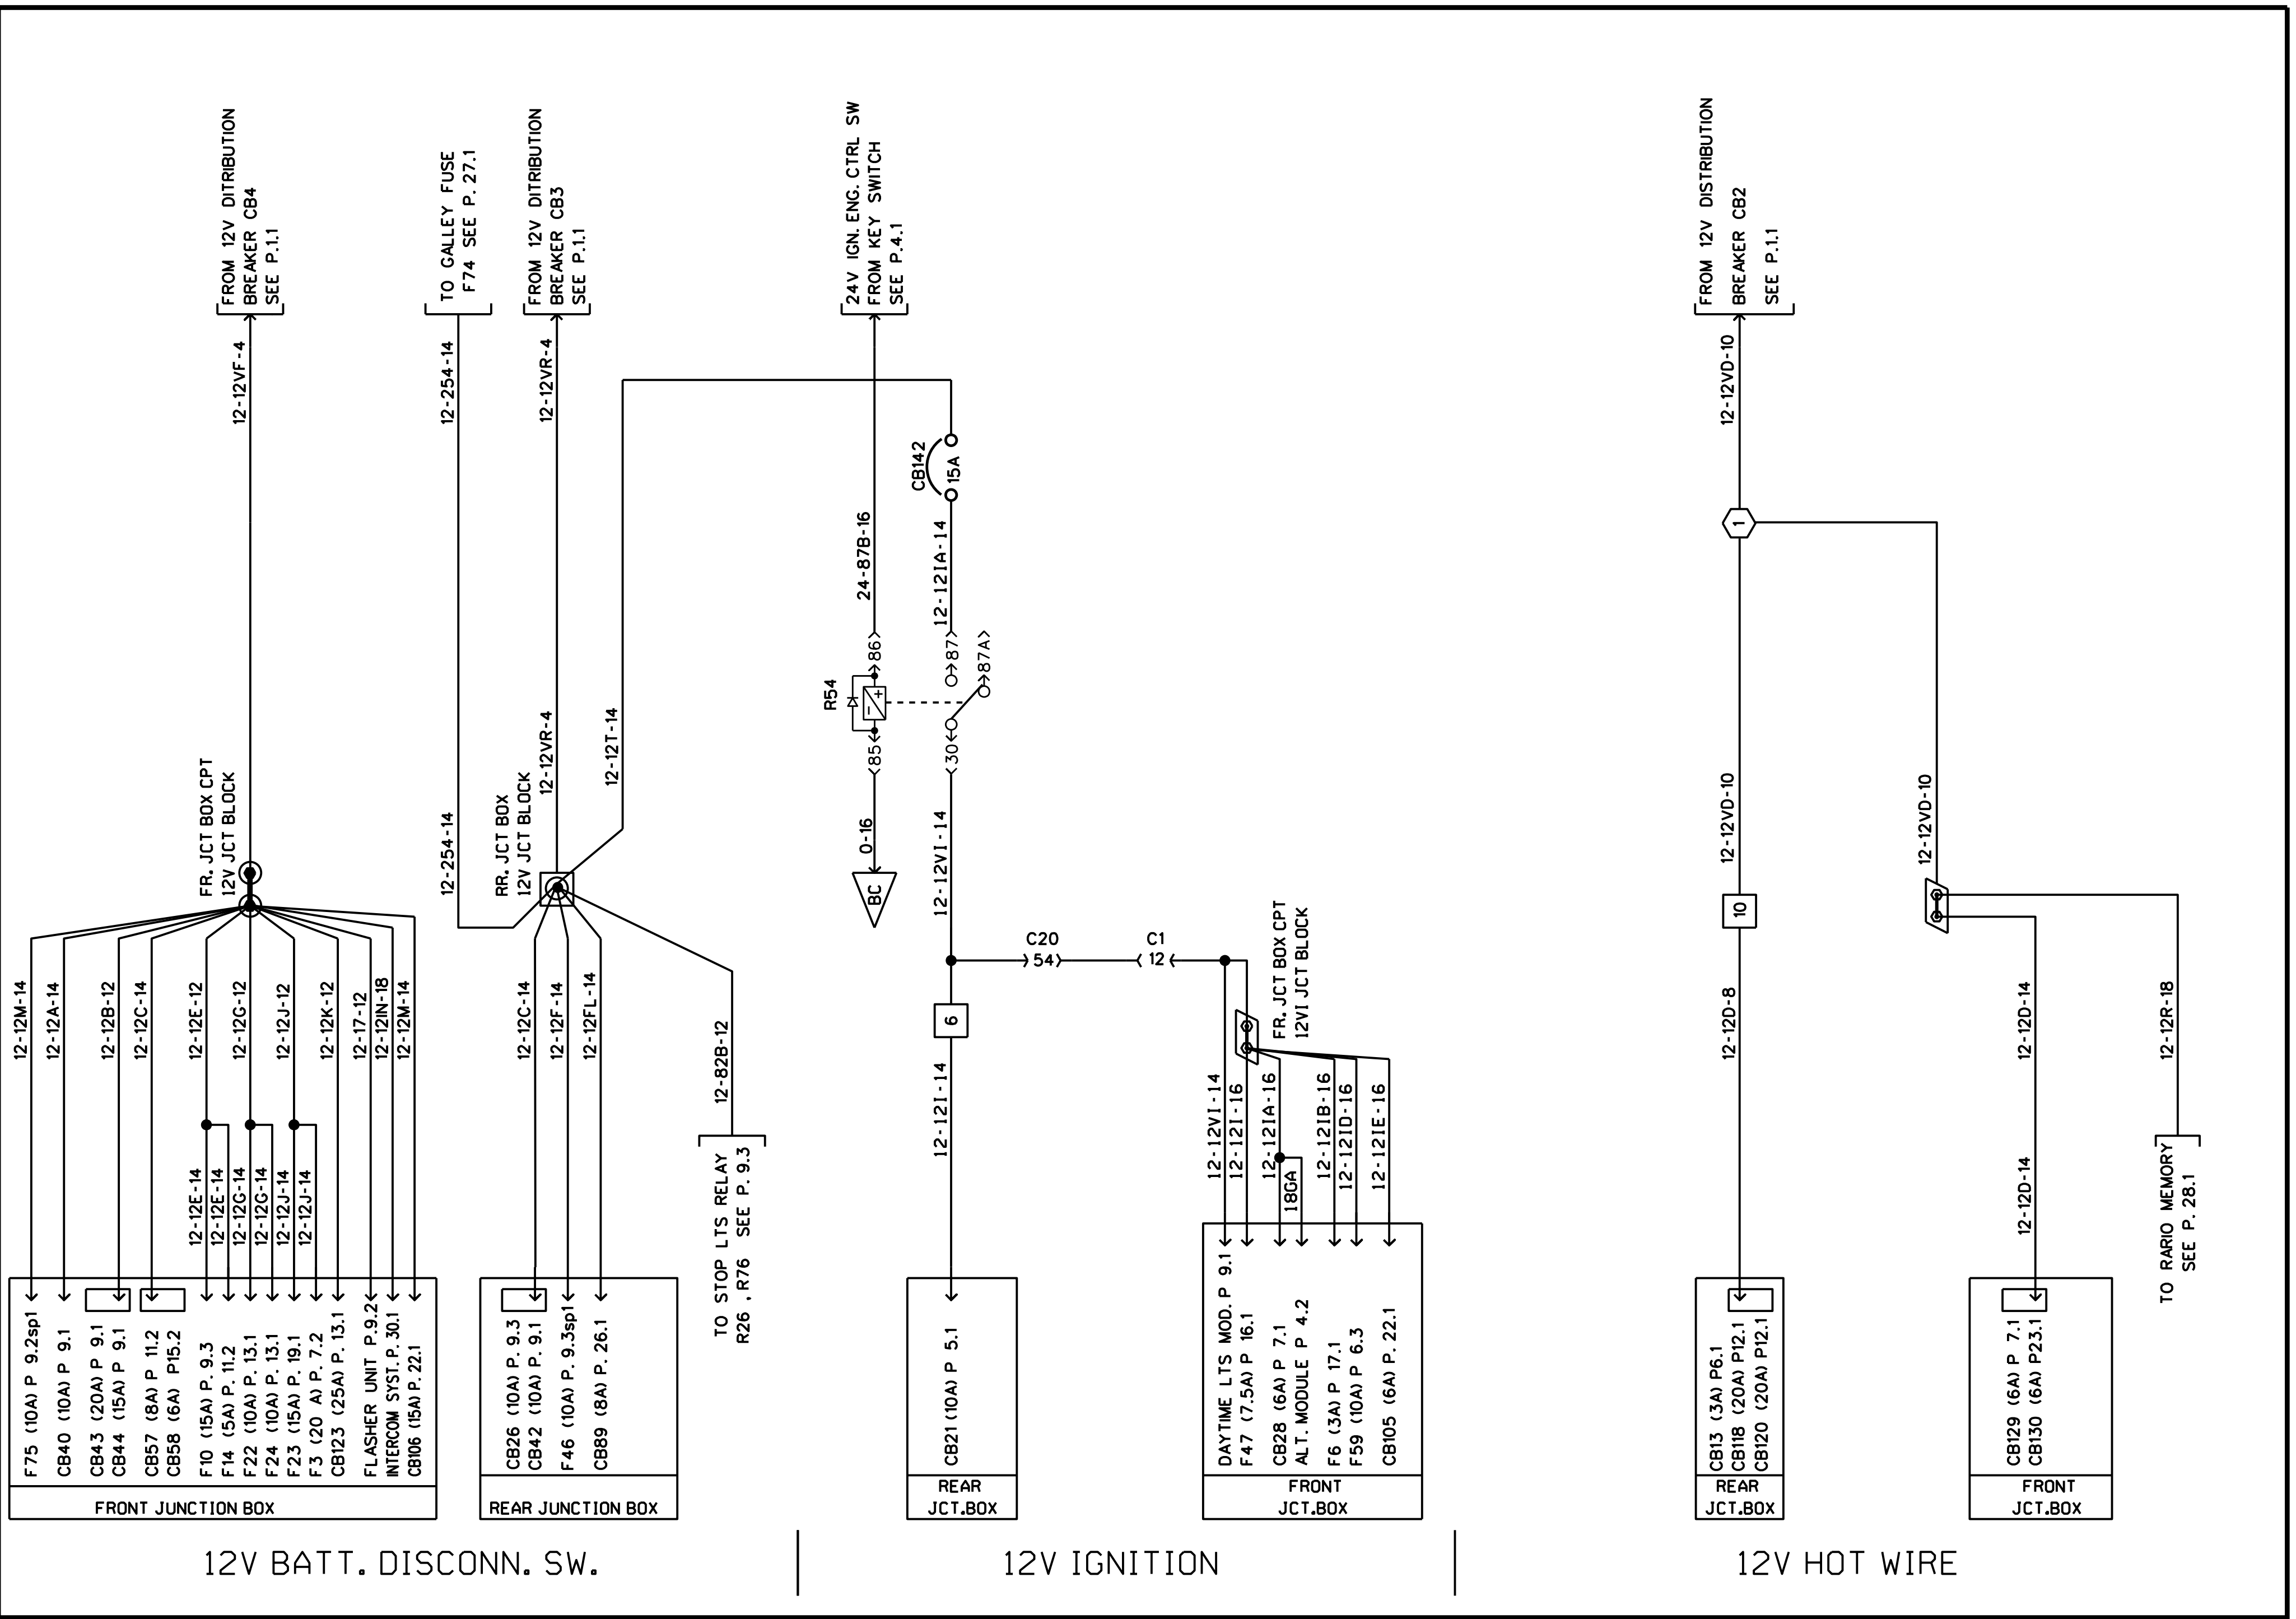 FROM 12V DITRIBUTION
BREAKER CB4
SEE P.1.1
TO GALLEY FUSE
F74 SEE P. 27.1
FROM 12V DITRIBUTION
BREAKER CB3
SEE P.1.1
24V IGN. ENG. CTRL SW
FROM KEY SWITCH
SEE P.4.1
FROM 12V DISTRIBUTION
BREAKER CB2
SEE P.1.1
12-12VF-4
12-254-14
12-12VR-4
12-12VD-10
CB142
15A
24-87B-16
12-12IA-14
1
R54
86
87
87A
85
30
+
-
FR. JCT BOX CPT
12V JCT BLOCK
12-254-14
RR. JCT BOX
12V JCT BLOCK
12-12VR-4
12-12T-14
0-16
BC
12-12VI-14
12-12VD-10
12-12VD-10
10
C20
54
C1
12
FR. JCT BOX CPT
12VI JCT BLOCK
6
12-12M-14
12-12A-14
12-12B-12
12-12C-14
12-12E-12
12-12G-12
12-12J-12
12-12K-12
12-17-12
12-12IN-18
12-12M-14
12-12C-14
12-12F-14
12-12FL-14
12-82B-12
12-12I-14
12-12VI-14
12-12I-16
12-12IA-16
18GA
12-12IB-16
12-12ID-16
12-12IE-16
12-12D-8
12-12D-14
12-12R-18
12-12E-14
12-12E-14
12-12G-14
12-12G-14
12-12J-14
12-12J-14
12-12D-14
TO STOP LTS RELAY
R26 , R76 SEE P. 9.3
TO RARIO MEMORY
SEE P. 28.1
F75 (10A) P 9.2sp1
CB40 (10A) P 9.1
CB43 (20A) P 9.1
CB44 (15A) P 9.1
CB57 (8A) P 11.2
CB58 (6A) P15.2
F10 (15A) P. 9.3
F14 (5A) P. 11.2
F22 (10A) P. 13.1
F24 (10A) P. 13.1
F23 (15A) P. 19.1
F3 (20 A) P. 7.2
CB123 (25A) P. 13.1
FLASHER UNIT P.9.2
INTERCOM SYST. P. 30.1
CB106 (15A) P. 22.1
FRONT JUNCTION BOX
CB26 (10A) P. 9.3
CB42 (10A) P. 9.1
F46 (10A) P. 9.3sp1
CB89 (8A) P. 26.1
REAR JUNCTION BOX
CB21 (10A) P 5.1
REAR
JCT.BOX
DAYTIME LTS MOD. P 9.1
F47 (7.5A) P 16.1
CB28 (6A) P 7.1
ALT. MODULE P 4.2
F6 (3A) P 17.1
F59 (10A) P 6.3
CB105 (6A) P. 22.1
FRONT
JCT.BOX
CB13 (3A) P6.1
CB118 (20A) P12.1
CB120 (20A) P12.1
REAR
JCT.BOX
CB129 (6A) P 7.1
CB130 (6A) P23.1
FRONT
JCT.BOX
12V BATT. DISCONN. SW.
12V IGNITION
12V HOT WIRE